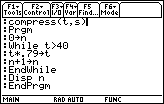 F1▾ Tools F2▾ Control F3▾ I/O F4▾ Var F5 Find… F6▾ Mode
:compress(t,s)
:Prgm
:0→n
:While t>40
:t*.79→t
:n+1→n
:EndWhile
:Disp n
:EndPrgm
MAIN RAD AUTO FUNC